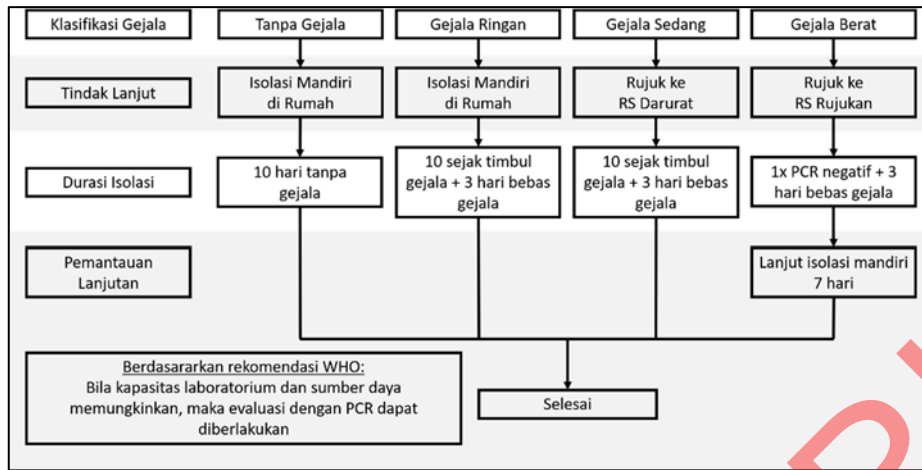 Klasifikasi Gejala
Tanpa Gejala
Gejala Ringan
Gejala Sedang
Gejala Berat
Tindak Lanjut
Isolasi Mandiri
di Rumah
Isolasi Mandiri
di Rumah
Rujuk ke
RS Darurat
Rujuk ke
RS Rujukan
Durasi Isolasi
10 hari tanpa
gejala
10 sejak timbul
gejala + 3 hari bebas
gejala
10 sejak timbul
gejala + 3 hari bebas
gejala
1x PCR negatif + 3
hari bebas gejala
Pemantauan
Lanjutan
Lanjut isolasi mandiri
7 hari
Berdasararkan rekomendasi WHO:
Bila kapasitas laboratorium dan sumber daya
memungkinkan, maka evaluasi dengan PCR dapat
diberlakukan
Selesai